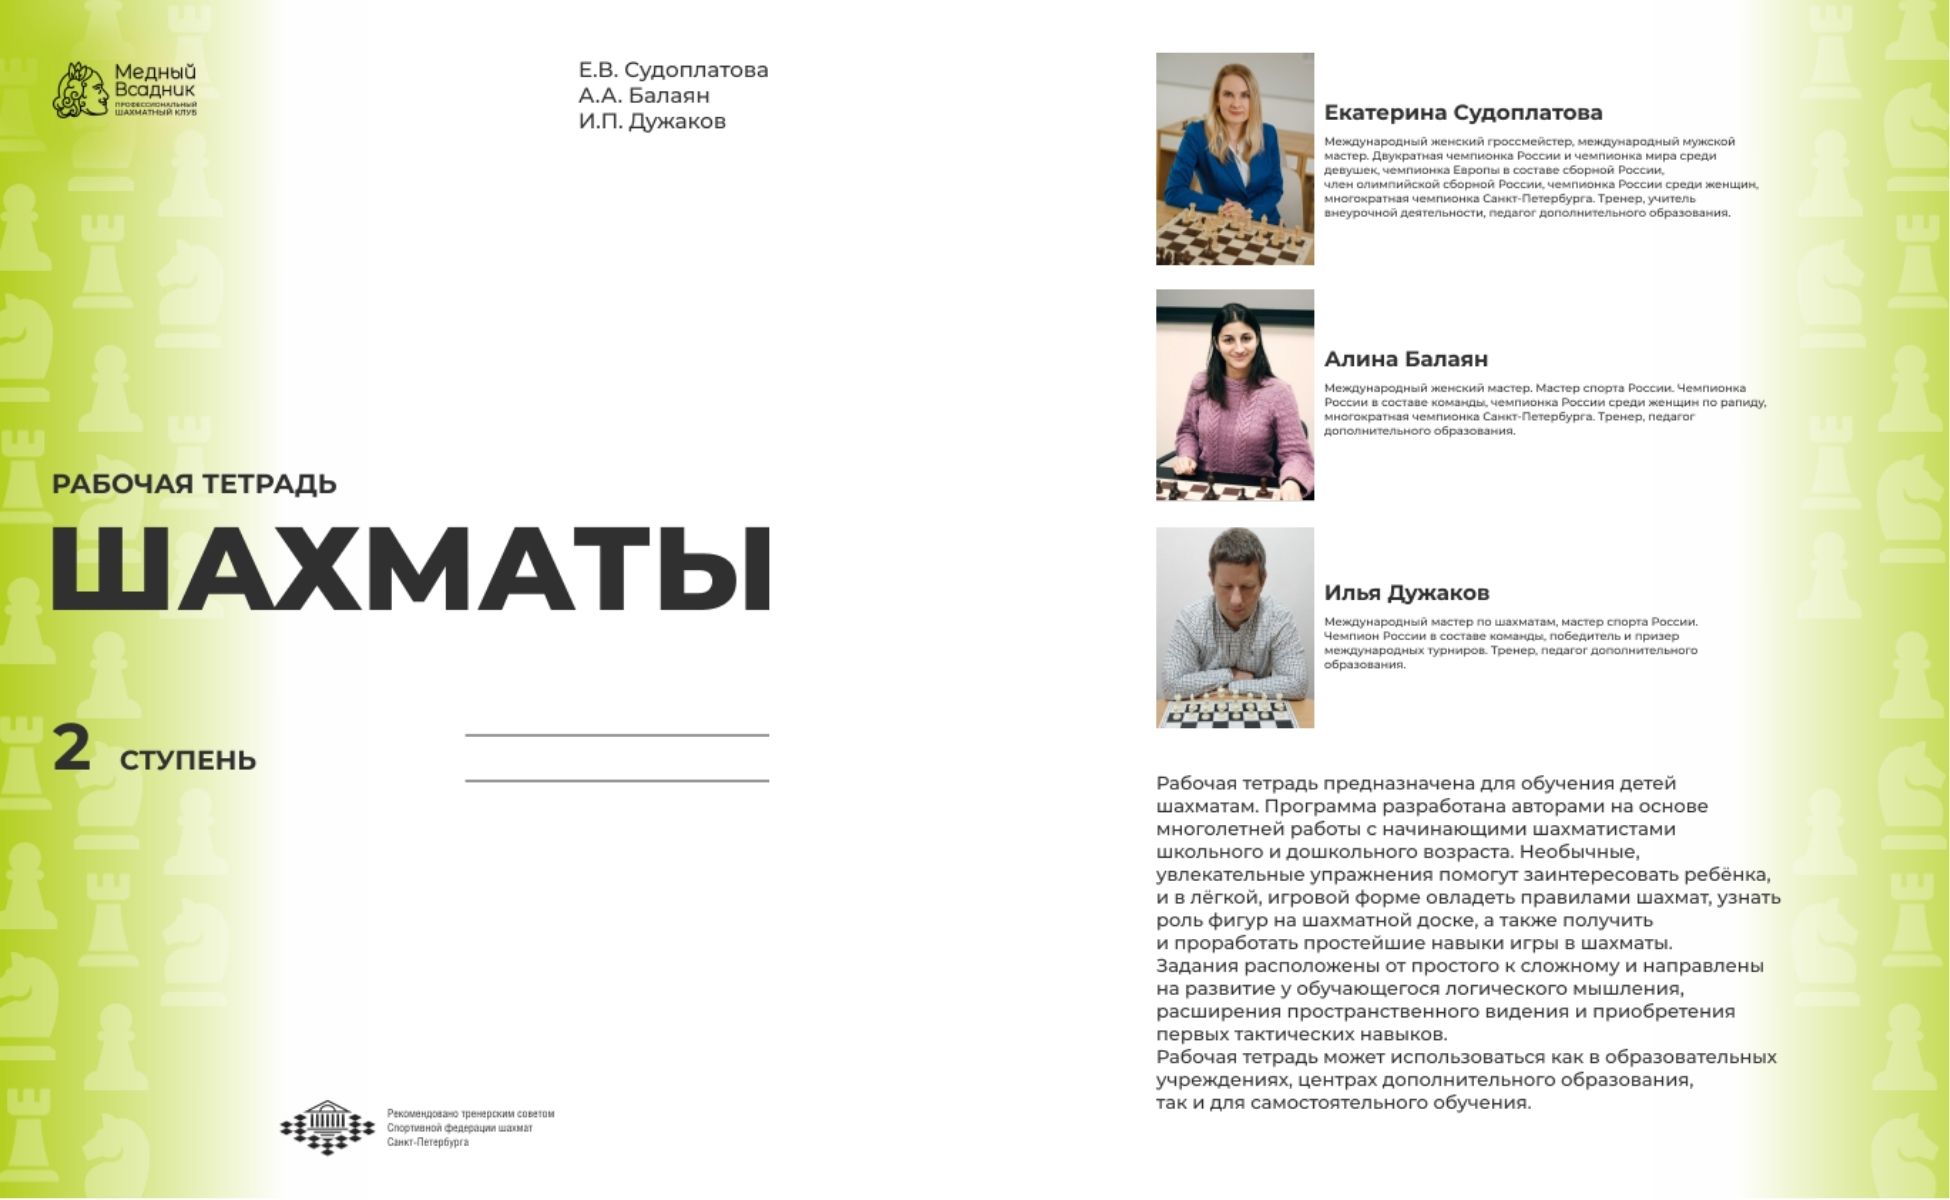 Медный
Всадник
ПРОФЕССИОНАЛЬНЫЙ
ШАХМАТНЫЙ КЛУБ
Е.В. Судоплатова
А.А. Балаян
И.П. Дужаков
РАБОЧАЯ ТЕТРАДЬ
ШАХМАТЫ
2 СТУПЕНЬ
Рекомендовано тренерским советом
Спортивной федерации шахмат
Санкт-Петербурга
Екатерина Судоплатова
Международный женский гроссмейстер, международный мужской
мастер. Двукратная чемпионка России и чемпионка мира среди
девушек, чемпионка Европы в составе сборной России,
член олимпийской сборной России, чемпионка России среди женщин,
многократная чемпионка Санкт-Петербурга. Тренер, учитель
внеурочной деятельности, педагог дополнительного образования.
Алина Балаян
Международный женский мастер. Мастер спорта России. Чемпионка
России в составе команды, чемпионка России среди женщин по рапиду,
многократная чемпионка Санкт-Петербурга. Тренер, педагог
дополнительного образования.
Илья Дужаков
Международный мастер по шахматам, мастер спорта России.
Чемпион России в составе команды, победитель и призер
международных турниров. Тренер, педагог дополнительного
образования.
Рабочая тетрадь предназначена для обучения детей
шахматам. Программа разработана авторами на основе
многолетней работы с начинающими шахматистами
школьного и дошкольного возраста. Необычные,
увлекательные упражнения помогут заинтересовать ребёнка,
и в лёгкой, игровой форме овладеть правилами шахмат, узнать
роль фигур на шахматной доске, а также получить
и проработать простейшие навыки игры в шахматы.
Задания расположены от простого к сложному и направлены
на развитие у обучающегося логического мышления,
расширения пространственного видения и приобретения
первых тактических навыков.
Рабочая тетрадь может использоваться как в образовательных
учреждениях, центрах дополнительного образования,
так и для самостоятельного обучения.